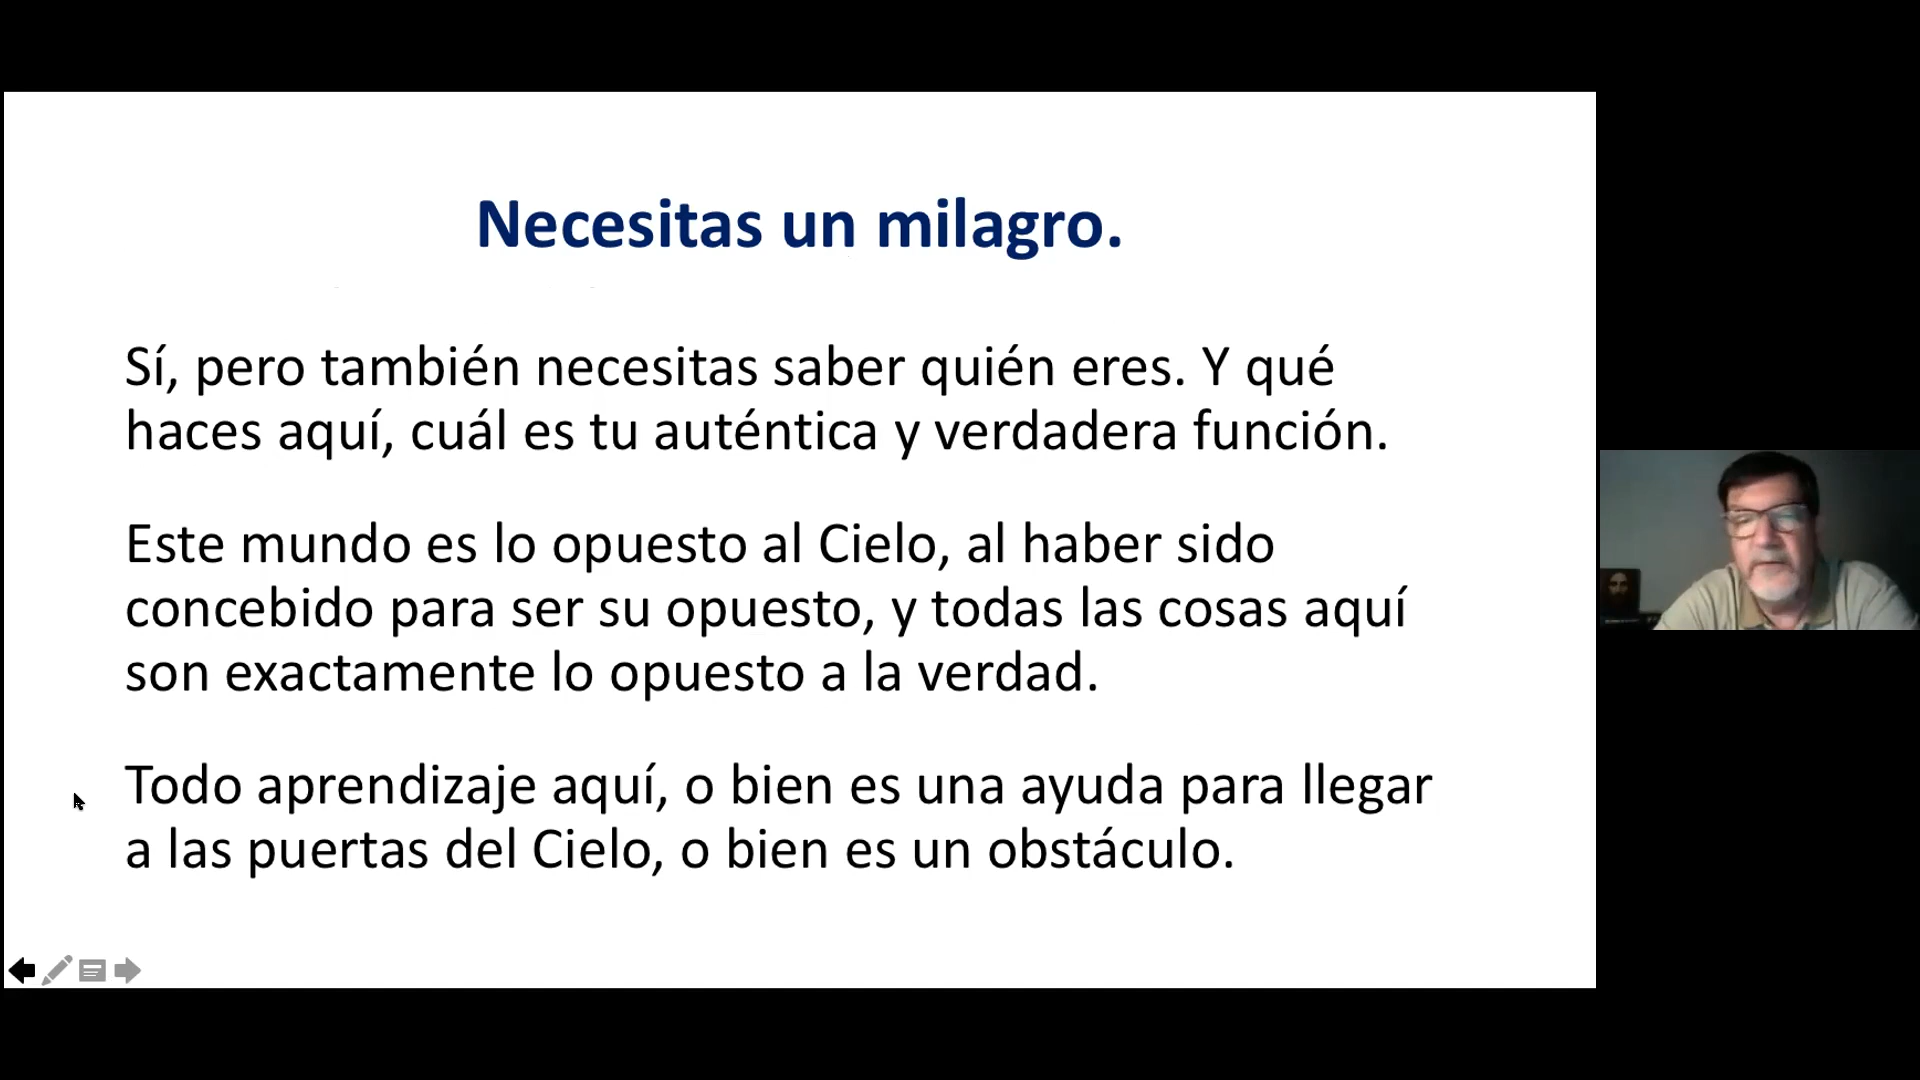 Necesitas un milagro.
Sí, pero también necesitas saber quién eres. Y qué
haces aquí, cuál es tu auténtica y verdadera función.
Este mundo es lo opuesto al Cielo, al haber sido
concebido para ser su opuesto, y todas las cosas aquí
son exactamente lo opuesto a la verdad.
Todo aprendizaje aquí, o bien es una ayuda para llegar
a las puertas del Cielo, o bien es un obstáculo.